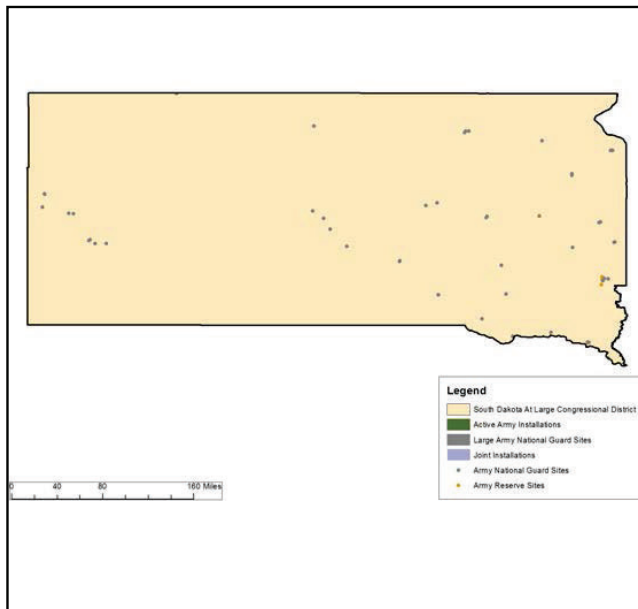 Legend
South Dakota At Large Congressional District
Active Army Installations
Large Army National Guard Sites
Joint Installations
Army National Guard Sites
Army Reserve Sites
0 40 80 160 Miles